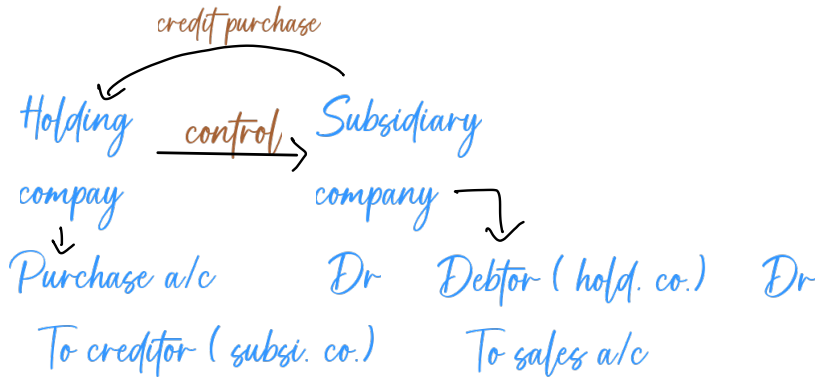 credit purchase
Holding control Subsidiary
compay company
Purchase a/c Dr Debtor ( hold. co.) Dr
To creditor ( subsi. co.) To sales a/c